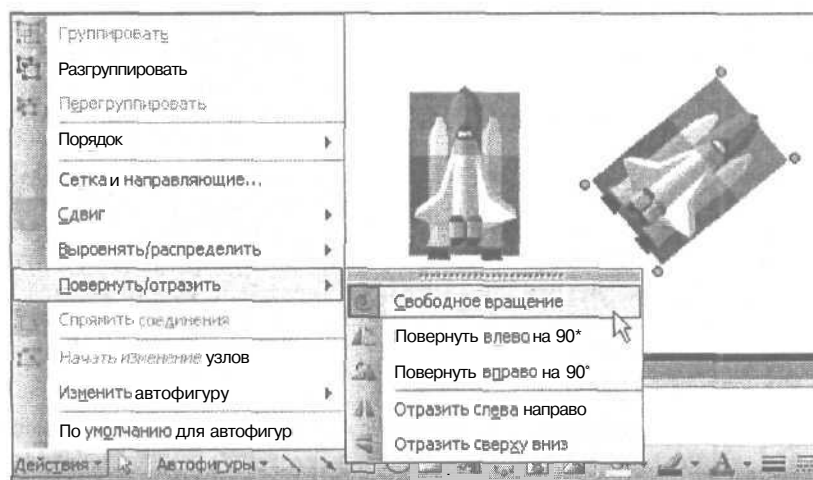 Группировать
Разгруппировать
Перегруппировать
Порядок
Сетка и направляющие...
Сдвиг
Выровнять/распределить
Повернуть/отразить
Спрямить соединения
Начать изменение узлов
Изменить автофигуру
По умолчанию для автофигур
Свободное вращение
Повернуть влево на 90°
Повернуть вправо на 90°
Отразить слева направо
Отразить сверху вниз
Действия
Автофигуры